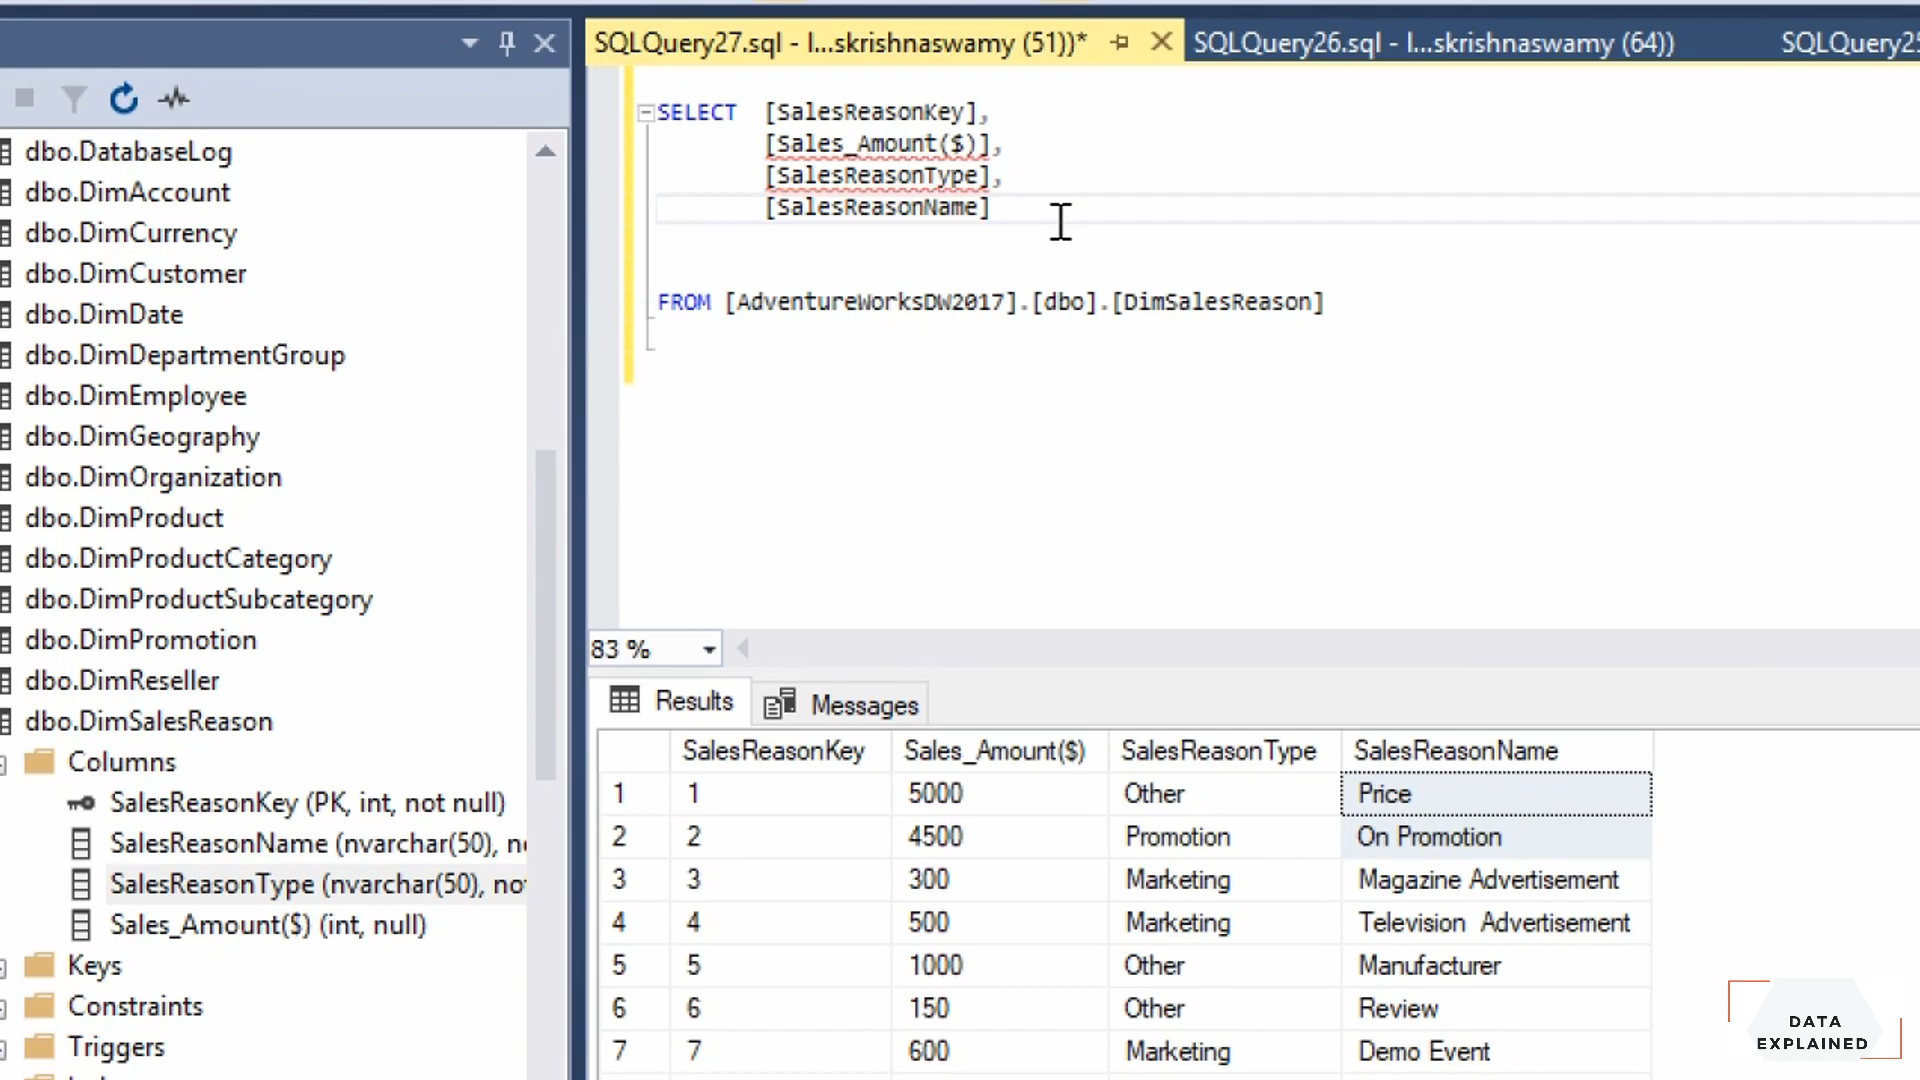 SQLQuery27.sql - l...skrishnaswamy (51))*
SQLQuery26.sql - l...skrishnaswamy (64))
SQLQuery25
dbo.DatabaseLog
dbo.DimAccount
dbo.DimCurrency
dbo.DimCustomer
dbo.DimDate
dbo.DimDepartmentGroup
dbo.DimEmployee
dbo.DimGeography
dbo.DimOrganization
dbo.DimProduct
dbo.DimProductCategory
dbo.DimProductSubcategory
dbo.DimPromotion
dbo.DimReseller
dbo.DimSalesReason
Columns
SalesReasonKey (PK, int, not null)
SalesReasonName (nvarchar(50), n
SalesReasonType (nvarchar(50), no
Sales_Amount($) (int, null)
Keys
Constraints
Triggers
SELECT [SalesReasonKey],
[Sales_Amount($)],
[SalesReasonType],
[SalesReasonName]
FROM [AdventureWorksDW2017].[dbo].[DimSalesReason]
83 %
Results Messages
SalesReasonKey Sales_Amount($) SalesReasonType SalesReasonName
1 1 5000 Other Price
2 2 4500 Promotion On Promotion
3 3 300 Marketing Magazine Advertisement
4 4 500 Marketing Television Advertisement
5 5 1000 Other Manufacturer
6 6 150 Other Review
7 7 600 Marketing Demo Event
DATA
EXPLAINED